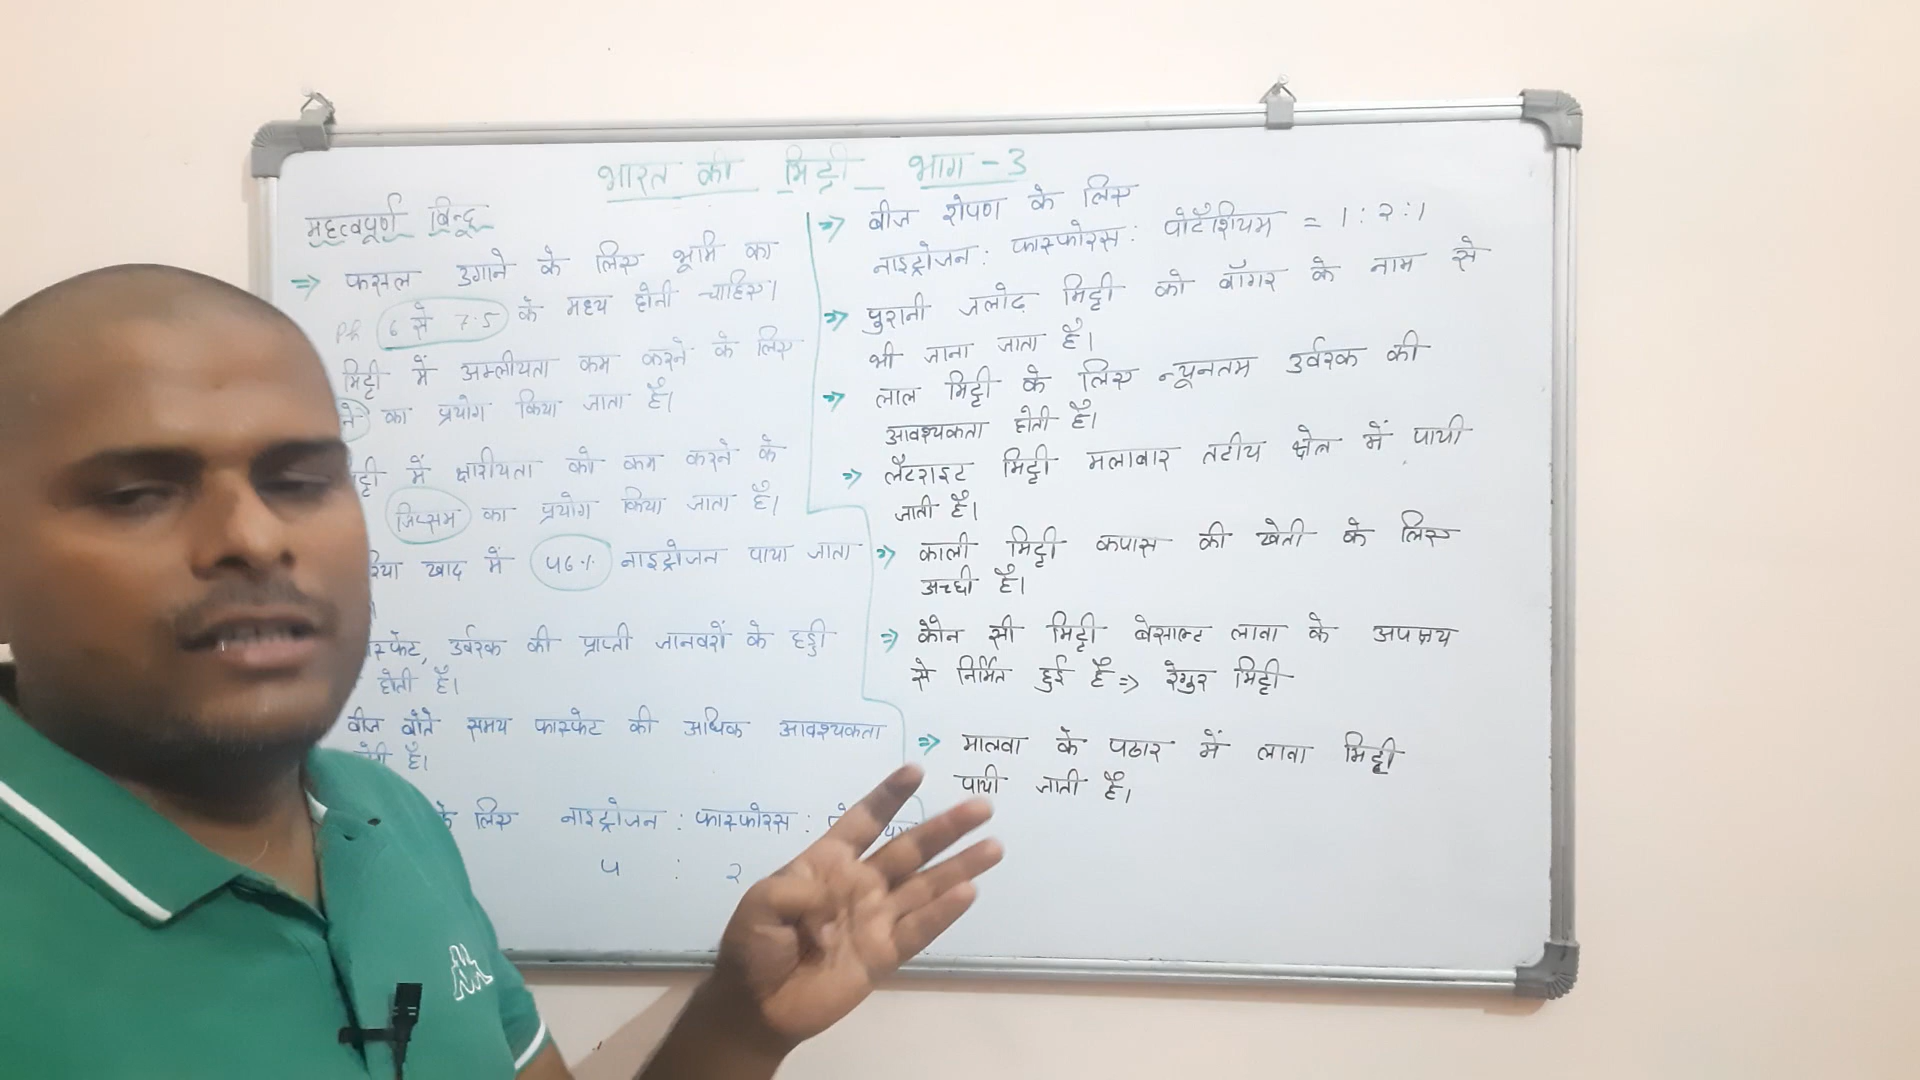 भारत की मिट्टी भाग - 3
महत्वपूर्ण बिन्दू
⇒ फसल उगाने के लिए भूमि का
PH 6 से 7.5 के मध्य होनी चाहिए।
मिट्टी में अम्लीयता कम करने के लिए
ने का प्रयोग किया जाता है।
ट्टी में क्षारीयता को कम करने के
जिप्सम का प्रयोग किया जाता है।
रिया खाद में 46% नाइट्रोजन पाया जाता
स्फेट, उर्वरक की प्राप्ती जानवरों के हड्डी
होती है।
बीज बोते समय फास्फेट की अधिक आवश्यकता
है।
के लिए नाइट्रोजन : फास्फोरस :
4 : 2
⇒ बीज रोपण के लिए
नाइट्रोजन : फास्फोरस : पोटैशियम = 1 : 2 : 1
⇒ पुरानी जलोढ़ मिट्टी को बॉगर के नाम से
भी जाना जाता है।
⇒ लाल मिट्टी के लिए न्यूनतम उर्वरक की
आवश्यकता होती है।
⇒ लैटराइट मिट्टी मलाबार तटीय क्षेत्र में पायी
जाती है।
⇒ काली मिट्टी कपास की खेती के लिए
अच्छी है।
⇒ कौन सी मिट्टी बेसाल्ट लावा के अपक्षय
से निर्मित हुई है ⇒ रेगुर मिट्टी
⇒ मालवा के पठार में लावा मिट्टी
पायी जाती है।